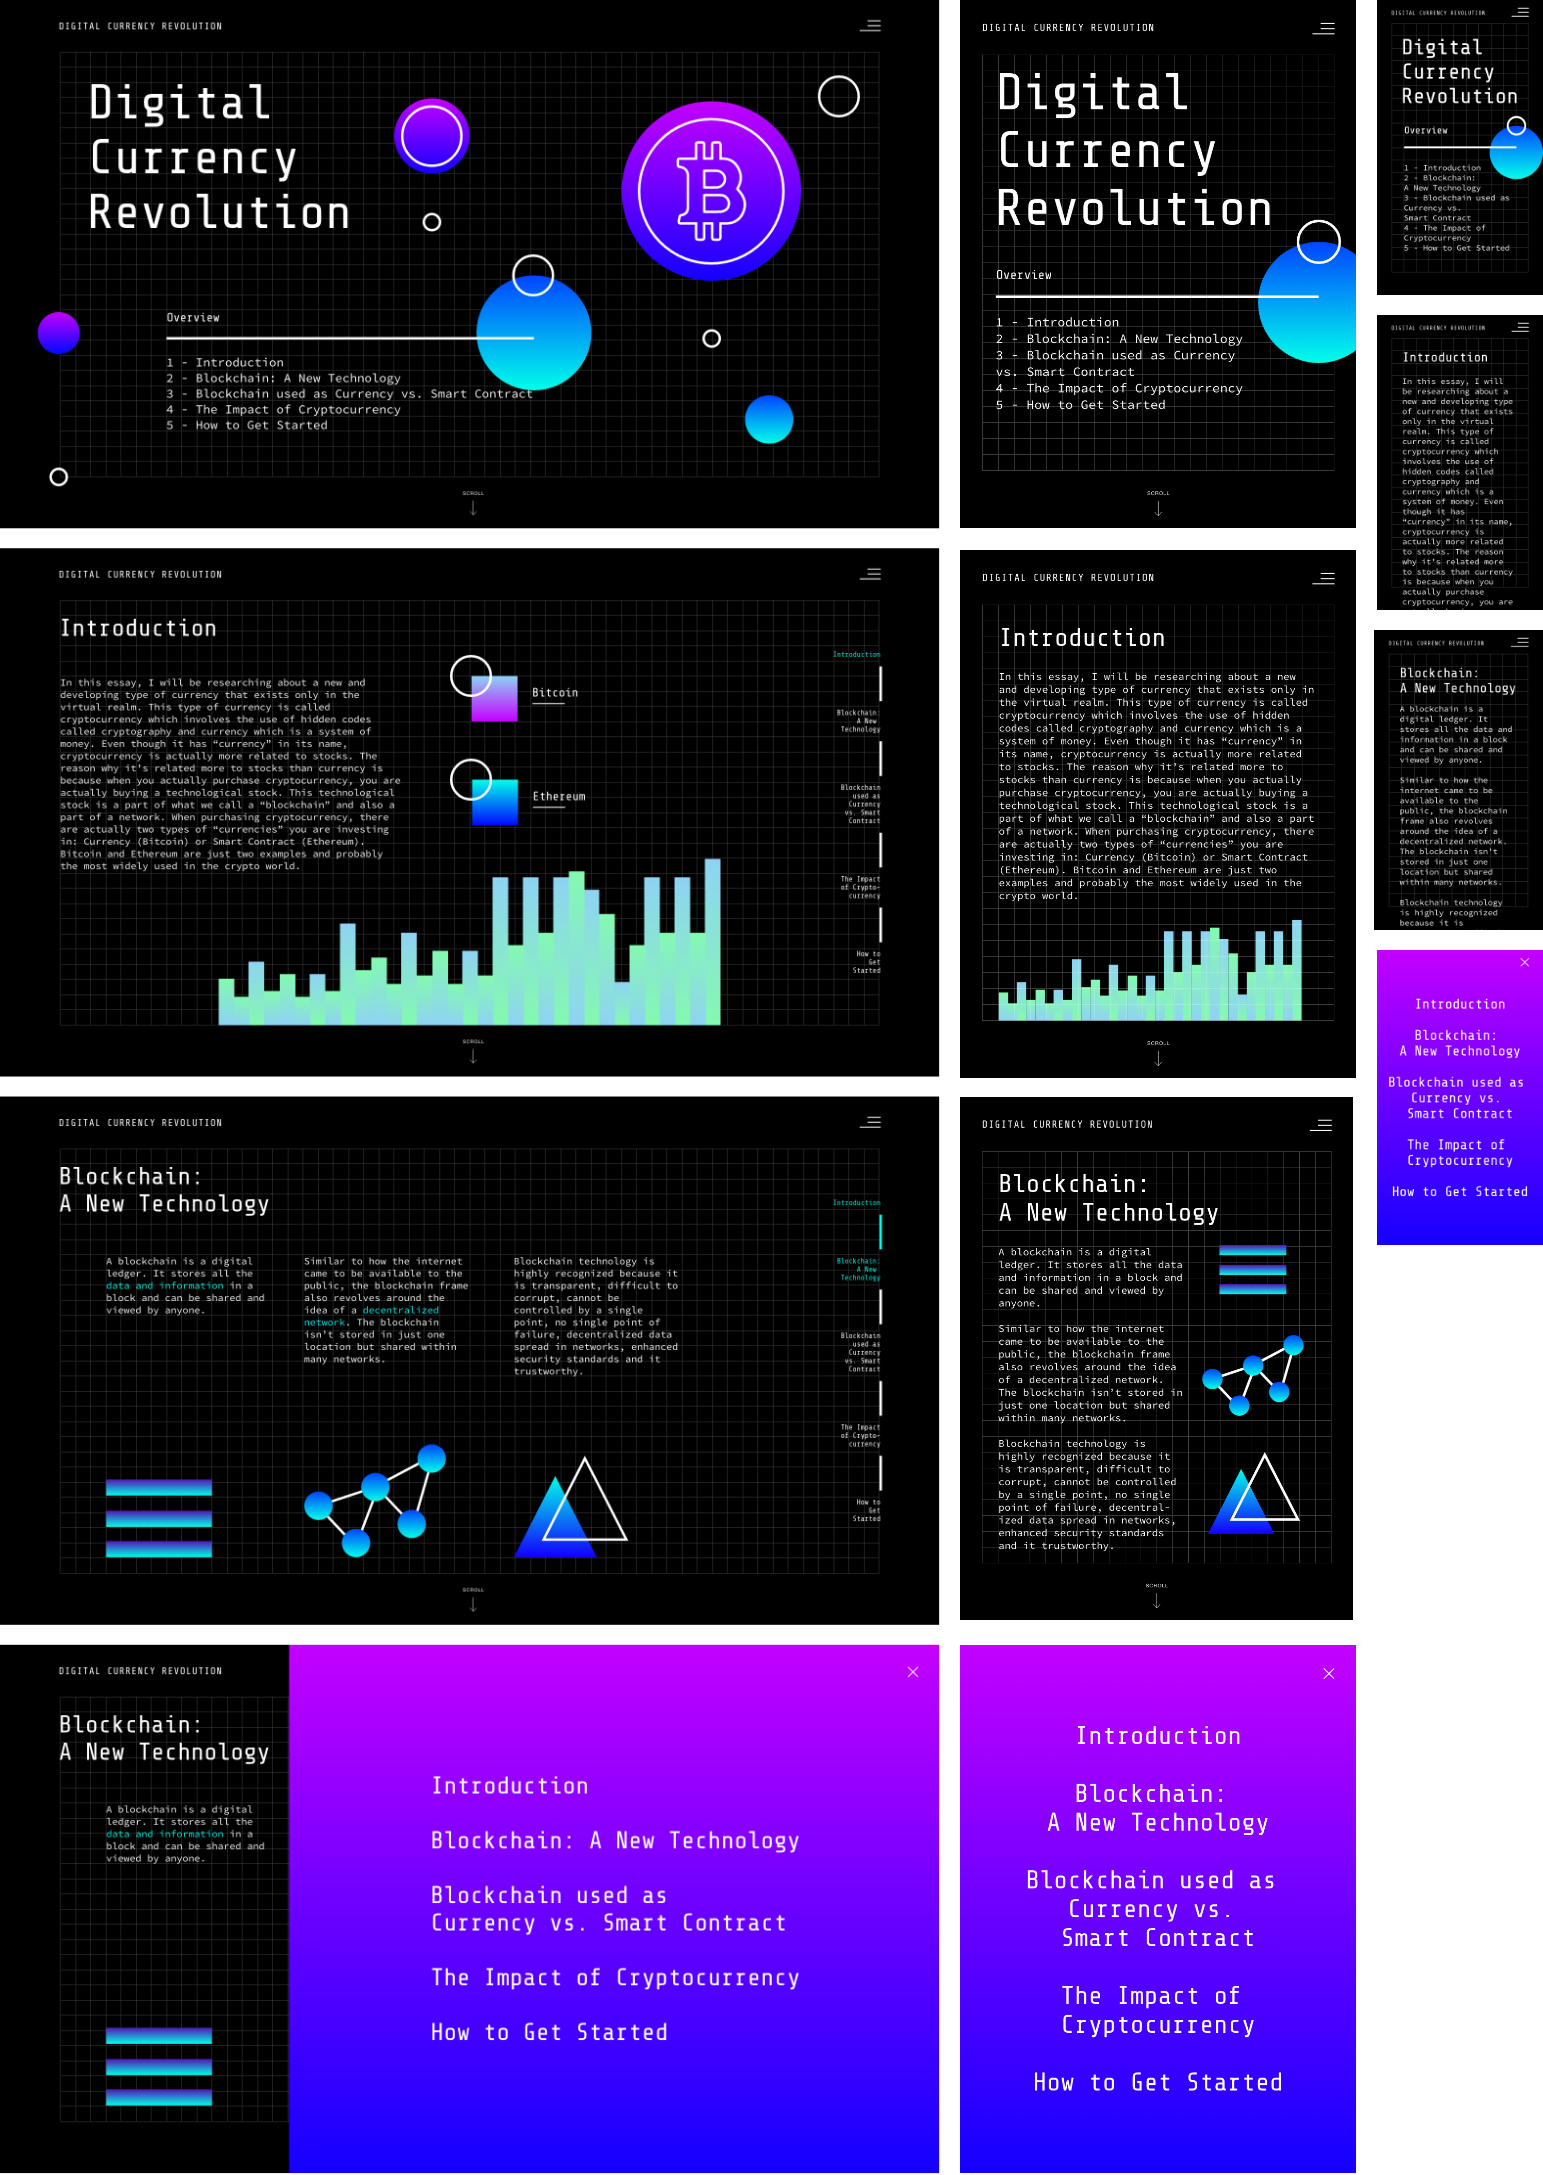 DIGITAL CURRENCY REVOLUTION
Digital
Currency
Revolution
Overview
1 - Introduction
2 - Blockchain: A New Technology
3 - Blockchain used as Currency vs. Smart Contract
4 - The Impact of Cryptocurrency
5 - How to Get Started
SCROLL
DIGITAL CURRENCY REVOLUTION
Digital
Currency
Revolution
Overview
1 - Introduction
2 - Blockchain: A New Technology
3 - Blockchain used as Currency
vs. Smart Contract
4 - The Impact of Cryptocurrency
5 - How to Get Started
SCROLL
DIGITAL CURRENCY REVOLUTION
Digital
Currency
Revolution
Overview
1 - Introduction
2 - Blockchain:
A New Technology
3 - Blockchain used as
Currency vs.
Smart Contract
4 - The Impact of
Cryptocurrency
5 - How to Get Started
DIGITAL CURRENCY REVOLUTION
Introduction
In this essay, I will
be researching about a
new and developing type
of currency that exists
only in the virtual
realm. This type of
currency is called
cryptocurrency which
involves the use of
hidden codes called
cryptography and
currency which is a
system of money. Even
though it has
“currency” in its name,
cryptocurrency is
actually more related
to stocks. The reason
why it’s related more
to stocks than currency
is because when you
actually purchase
cryptocurrency, you are
DIGITAL CURRENCY REVOLUTION
Introduction
In this essay, I will be researching about a new and
developing type of currency that exists only in the
virtual realm. This type of currency is called
cryptocurrency which involves the use of hidden codes
called cryptography and currency which is a system of
money. Even though it has “currency” in its name,
cryptocurrency is actually more related to stocks. The
reason why it’s related more to stocks than currency is
because when you actually purchase cryptocurrency, you are
actually buying a technological stock. This technological
stock is a part of what we call a “blockchain” and also a
part of a network. When purchasing cryptocurrency, there
are actually two types of “currencies” you are investing
in: Currency (Bitcoin) or Smart Contract (Ethereum).
Bitcoin and Ethereum are just two examples and probably
the most widely used in the crypto world.
Bitcoin
Ethereum
Introduction
Blockchain:
A New
Technology
Blockchain
used as
Currency
vs. Smart
Contract
The Impact
of Crypto-
currency
How to
Get
Started
SCROLL
DIGITAL CURRENCY REVOLUTION
Introduction
In this essay, I will be researching about a new
and developing type of currency that exists only in
the virtual realm. This type of currency is called
cryptocurrency which involves the use of hidden
codes called cryptography and currency which is a
system of money. Even though it has “currency” in
its name, cryptocurrency is actually more related
to stocks. The reason it’s related more to
stocks than currency is because when you actually
purchase cryptocurrency, you are actually buying a
technological stock. This technological stock is a
part of what we call a “blockchain” and also a part
of a network. When purchasing cryptocurrency, there
are actually two types of “currencies” you are
investing in: Currency (Bitcoin) or Smart Contract
(Ethereum). Bitcoin and Ethereum are just two
examples and probably the most widely used in the
crypto world.
SCROLL
DIGITAL CURRENCY REVOLUTION
Blockchain:
A New Technology
A blockchain is a
digital ledger. It
stores all the data and
information in a block
and can be shared and
viewed by anyone.
Similar to how the
internet came to be
available to the
public, the blockchain
frame also revolves
around the idea of a
decentralized network.
The blockchain isn’t
stored in just one
location but shared
within many networks.
Blockchain technology
is highly recognized
because it is
Introduction
Blockchain:
A New Technology
Blockchain used as
Currency vs.
Smart Contract
The Impact of
Cryptocurrency
How to Get Started
DIGITAL CURRENCY REVOLUTION
Blockchain:
A New Technology
A blockchain is a digital
ledger. It stores all the
data and information in a
block and can be shared and
viewed by anyone.
Similar to how the internet
came to be available to the
public, the blockchain frame
also revolves around the
idea of a decentralized
network. The blockchain
isn’t stored in just one
location but shared within
many networks.
Blockchain technology is
highly recognized because it
is transparent, difficult to
corrupt, cannot be
controlled by a single
point, no single point of
failure, decentralized data
spread in networks, enhanced
security standards and it
trustworthy.
Introduction
Blockchain:
A New
Technology
Blockchain
used as
Currency
vs. Smart
Contract
The Impact
of Crypto-
currency
How to
Get
Started
SCROLL
DIGITAL CURRENCY REVOLUTION
Blockchain:
A New Technology
A blockchain is a digital
ledger. It stores all the data
and information in a block and
can be shared and viewed by
anyone.
Similar to how the internet
came to be available to the
public, the blockchain frame
also revolves around the idea
of a decentralized network.
The blockchain isn’t stored in
just one location but shared
within many networks.
Blockchain technology is
highly recognized because it
is transparent, difficult to
corrupt, cannot be controlled
by a single point, no single
point of failure, decentral-
ized data spread in networks,
enhanced security standards
and it trustworthy.
SCROLL
DIGITAL CURRENCY REVOLUTION
Blockchain:
A New Technology
A blockchain is a digital
ledger. It stores all the
data and information in a
block and can be shared and
viewed by anyone.
Introduction
Blockchain: A New Technology
Blockchain used as
Currency vs. Smart Contract
The Impact of Cryptocurrency
How to Get Started
Introduction
Blockchain:
A New Technology
Blockchain used as
Currency vs.
Smart Contract
The Impact of
Cryptocurrency
How to Get Started